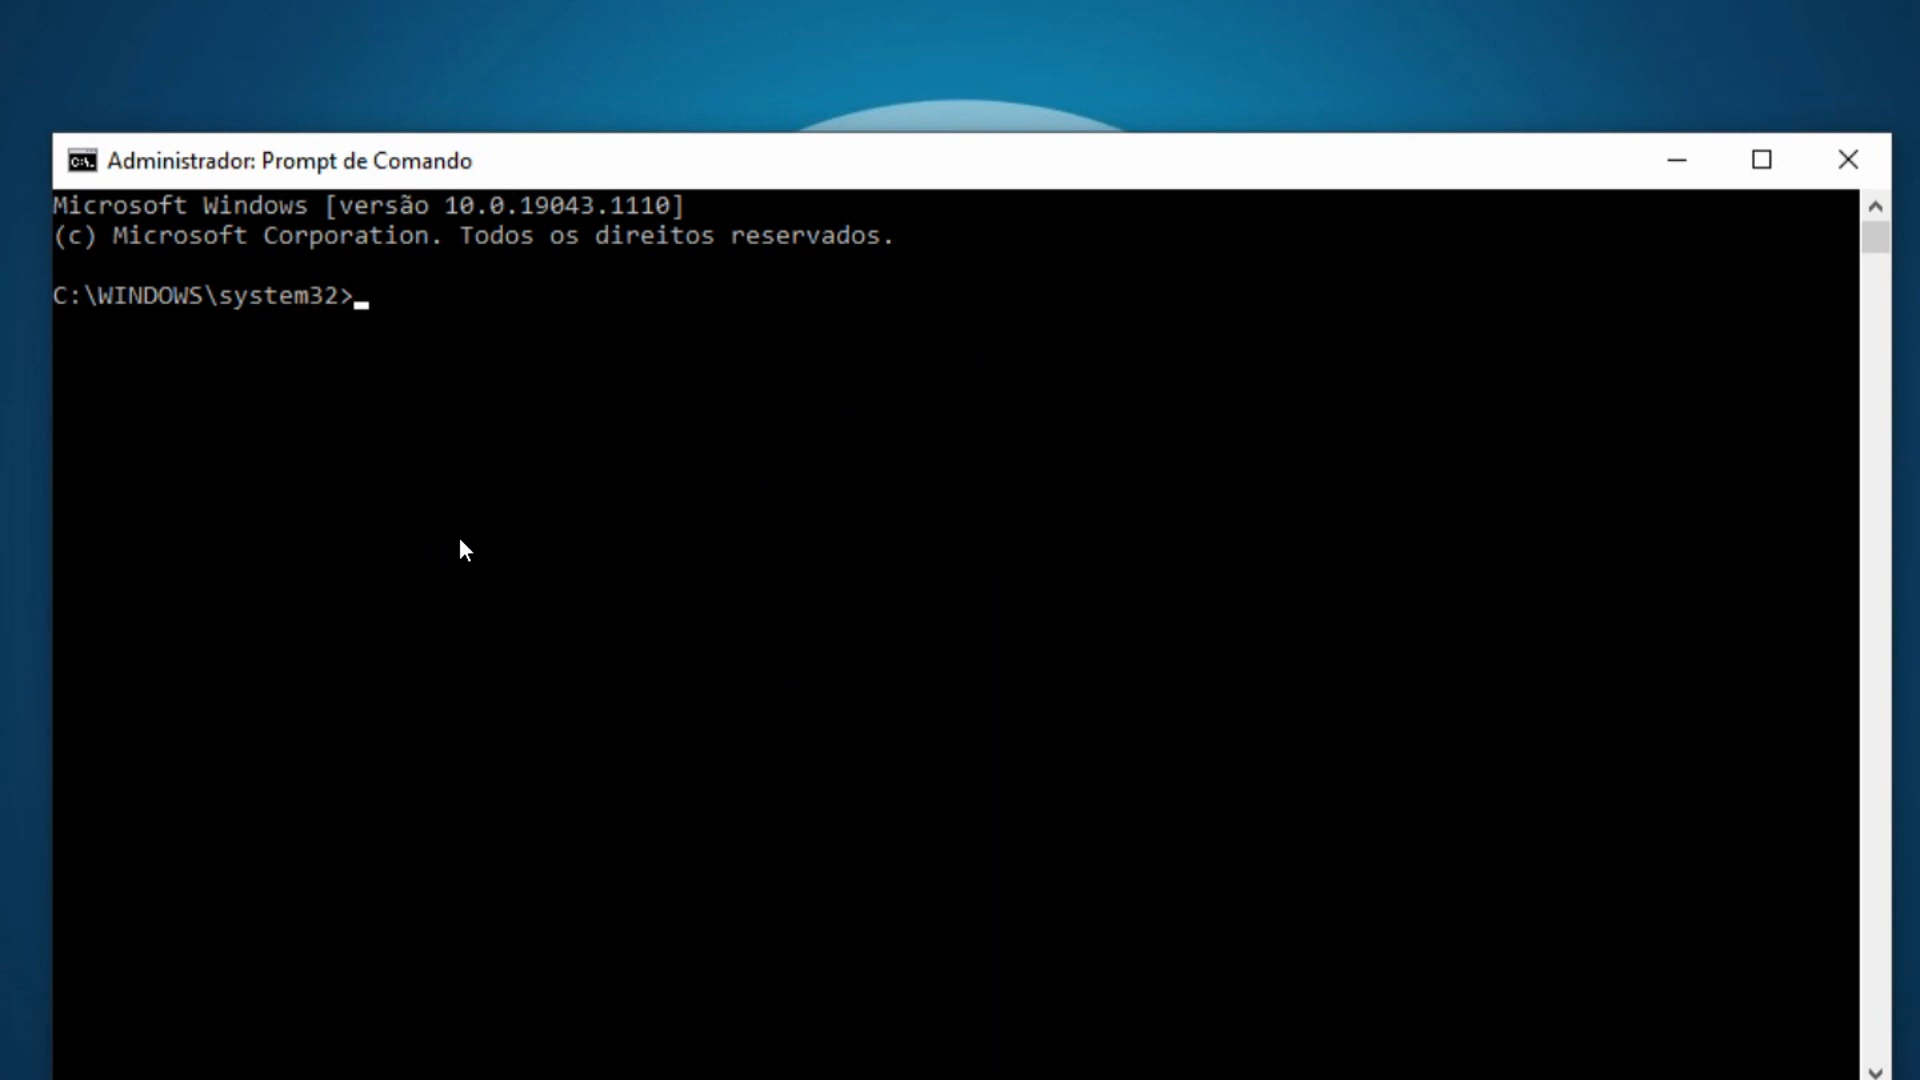 Administrador: Prompt de Comando
Microsoft Windows [versão 10.0.19043.1110]
(c) Microsoft Corporation. Todos os direitos reservados.
C:\WINDOWS\system32>